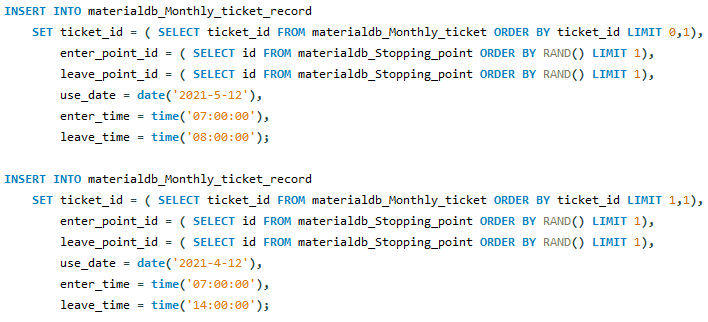 INSERT INTO materialdb_Monthly_ticket_record
SET ticket_id = ( SELECT ticket_id FROM materialdb_Monthly_ticket ORDER BY ticket_id LIMIT 0,1),
enter_point_id = ( SELECT id FROM materialdb_Stopping_point ORDER BY RAND() LIMIT 1),
leave_point_id = ( SELECT id FROM materialdb_Stopping_point ORDER BY RAND() LIMIT 1),
use_date = date('2021-5-12'),
enter_time = time('07:00:00'),
leave_time = time('08:00:00');
INSERT INTO materialdb_Monthly_ticket_record
SET ticket_id = ( SELECT ticket_id FROM materialdb_Monthly_ticket ORDER BY ticket_id LIMIT 1,1),
enter_point_id = ( SELECT id FROM materialdb_Stopping_point ORDER BY RAND() LIMIT 1),
leave_point_id = ( SELECT id FROM materialdb_Stopping_point ORDER BY RAND() LIMIT 1),
use_date = date('2021-4-12'),
enter_time = time('07:00:00'),
leave_time = time('14:00:00');